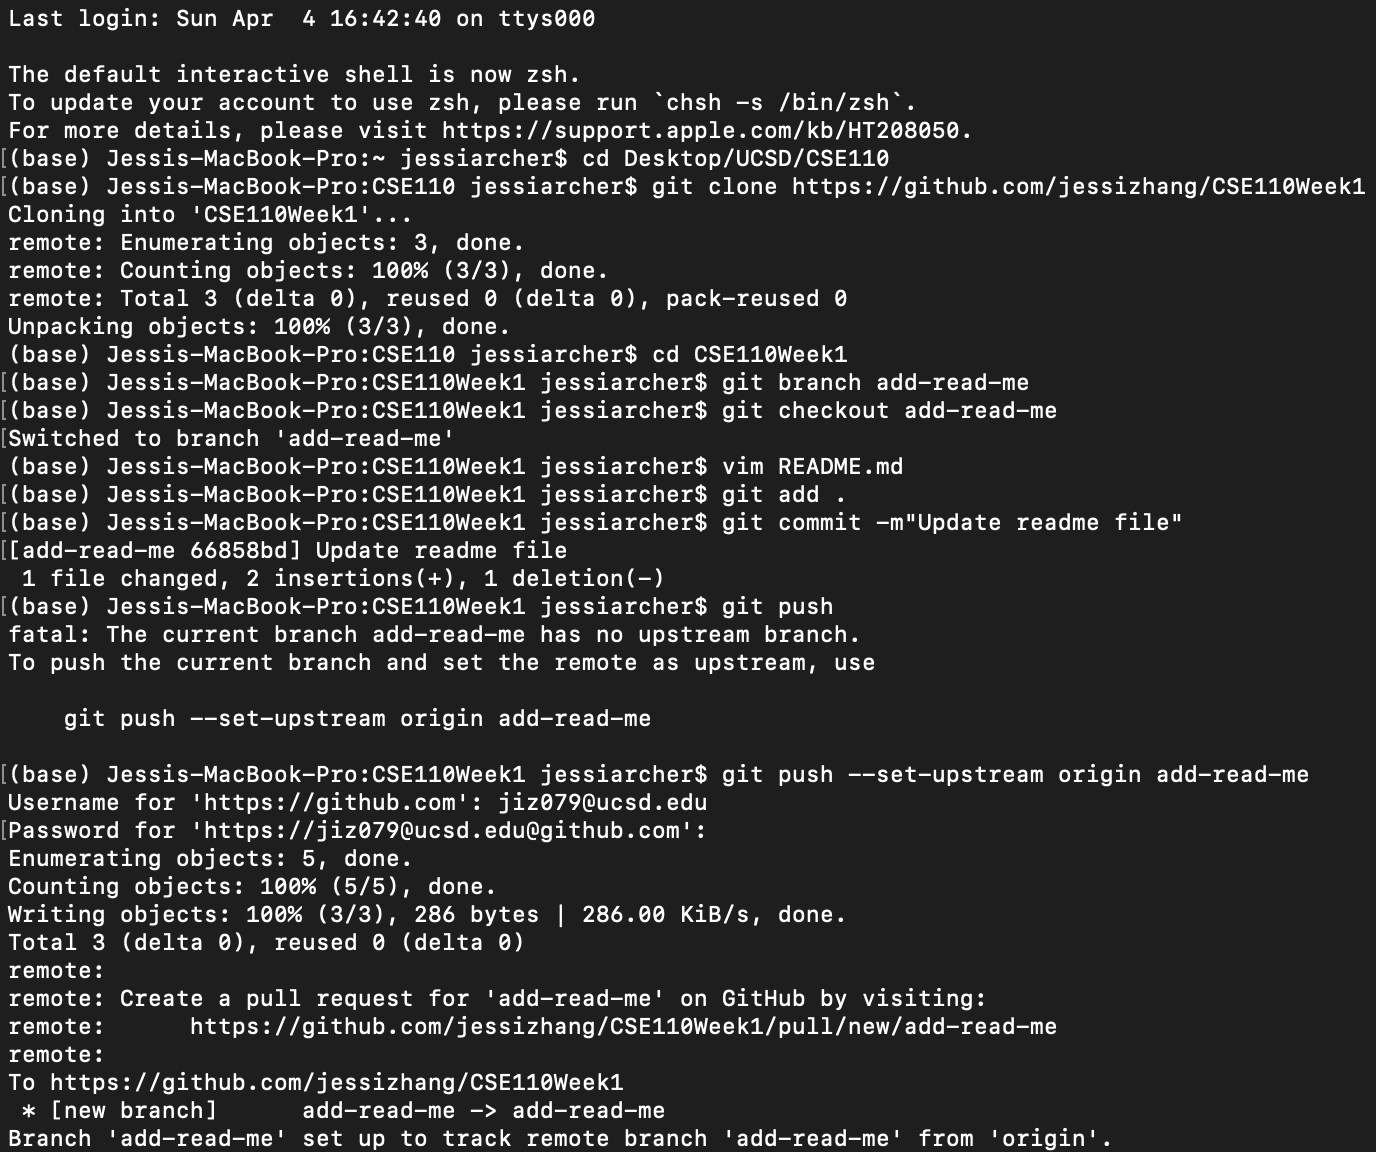 Last login: Sun Apr  4 16:42:40 on ttys000

The default interactive shell is now zsh.
To update your account to use zsh, please run `chsh -s /bin/zsh`.
For more details, please visit https://support.apple.com/kb/HT208050.
[(base) Jessis-MacBook-Pro:~ jessiarcher$ cd Desktop/UCSD/CSE110
[(base) Jessis-MacBook-Pro:CSE110 jessiarcher$ git clone https://github.com/jessizhang/CSE110Week1
Cloning into 'CSE110Week1'...
remote: Enumerating objects: 3, done.
remote: Counting objects: 100% (3/3), done.
remote: Total 3 (delta 0), reused 0 (delta 0), pack-reused 0
Unpacking objects: 100% (3/3), done.
(base) Jessis-MacBook-Pro:CSE110 jessiarcher$ cd CSE110Week1
[(base) Jessis-MacBook-Pro:CSE110Week1 jessiarcher$ git branch add-read-me
[(base) Jessis-MacBook-Pro:CSE110Week1 jessiarcher$ git checkout add-read-me
[Switched to branch 'add-read-me'
(base) Jessis-MacBook-Pro:CSE110Week1 jessiarcher$ vim README.md
[(base) Jessis-MacBook-Pro:CSE110Week1 jessiarcher$ git add .
[(base) Jessis-MacBook-Pro:CSE110Week1 jessiarcher$ git commit -m"Update readme file"
[[add-read-me 66858bd] Update readme file
 1 file changed, 2 insertions(+), 1 deletion(-)
[(base) Jessis-MacBook-Pro:CSE110Week1 jessiarcher$ git push
fatal: The current branch add-read-me has no upstream branch.
To push the current branch and set the remote as upstream, use

    git push --set-upstream origin add-read-me

[(base) Jessis-MacBook-Pro:CSE110Week1 jessiarcher$ git push --set-upstream origin add-read-me
Username for 'https://github.com': jiz079@ucsd.edu
[Password for 'https://jiz079@ucsd.edu@github.com':
Enumerating objects: 5, done.
Counting objects: 100% (5/5), done.
Writing objects: 100% (3/3), 286 bytes | 286.00 KiB/s, done.
Total 3 (delta 0), reused 0 (delta 0)
remote:
remote: Create a pull request for 'add-read-me' on GitHub by visiting:
remote:      https://github.com/jessizhang/CSE110Week1/pull/new/add-read-me
remote:
To https://github.com/jessizhang/CSE110Week1
 * [new branch]      add-read-me -> add-read-me
Branch 'add-read-me' set up to track remote branch 'add-read-me' from 'origin'.